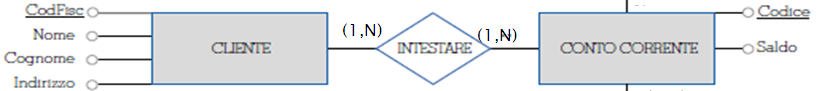 CodFisc
Nome
Cognome
Indirizzo
CLIENTE
(1,N)
INTESTARE
(1,N)
CONTO CORRENTE
Codice
Saldo